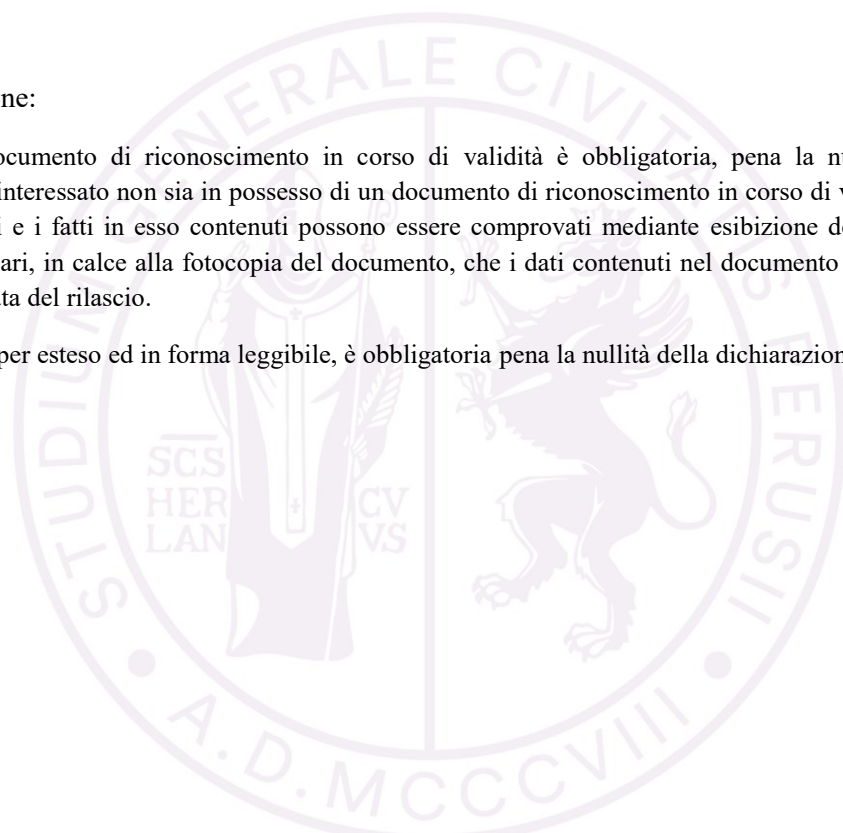 ne:
ocumento di riconoscimento in corso di validità è obbligatoria, pena la nu
interessato non sia in possesso di un documento di riconoscimento in corso di v
i e i fatti in esso contenuti possono essere comprovati mediante esibizione de
ari, in calce alla fotocopia del documento, che i dati contenuti nel documento
ta del rilascio.
per esteso ed in forma leggibile, è obbligatoria pena la nullità della dichiarazion
STUDIUM GENERALE CIVITATIS PERUSII
SCS
HER CV
LAN VS
A.D. MCCCVIII